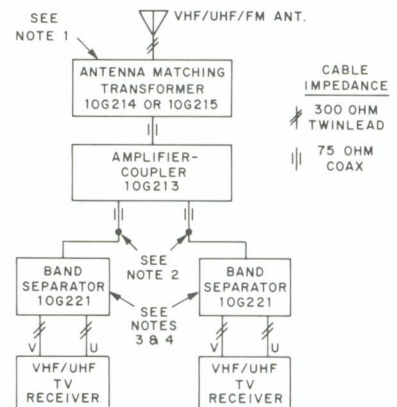 SEE
NOTE 1
VHF/UHF/FM ANT.
ANTENNA MATCHING
TRANSFORMER
10G214 OR 10G215
CABLE
IMPEDANCE
300 OHM
TWINLEAD
75 OHM
COAX
AMPLIFIER-
COUPLER
10G213
SEE
NOTE 2
BAND
SEPARATOR
10G221
BAND
SEPARATOR
10G221
SEE
NOTES
3 & 4
V U
V U
VHF/UHF
TV
RECEIVER
VHF/UHF
TV
RECEIVER